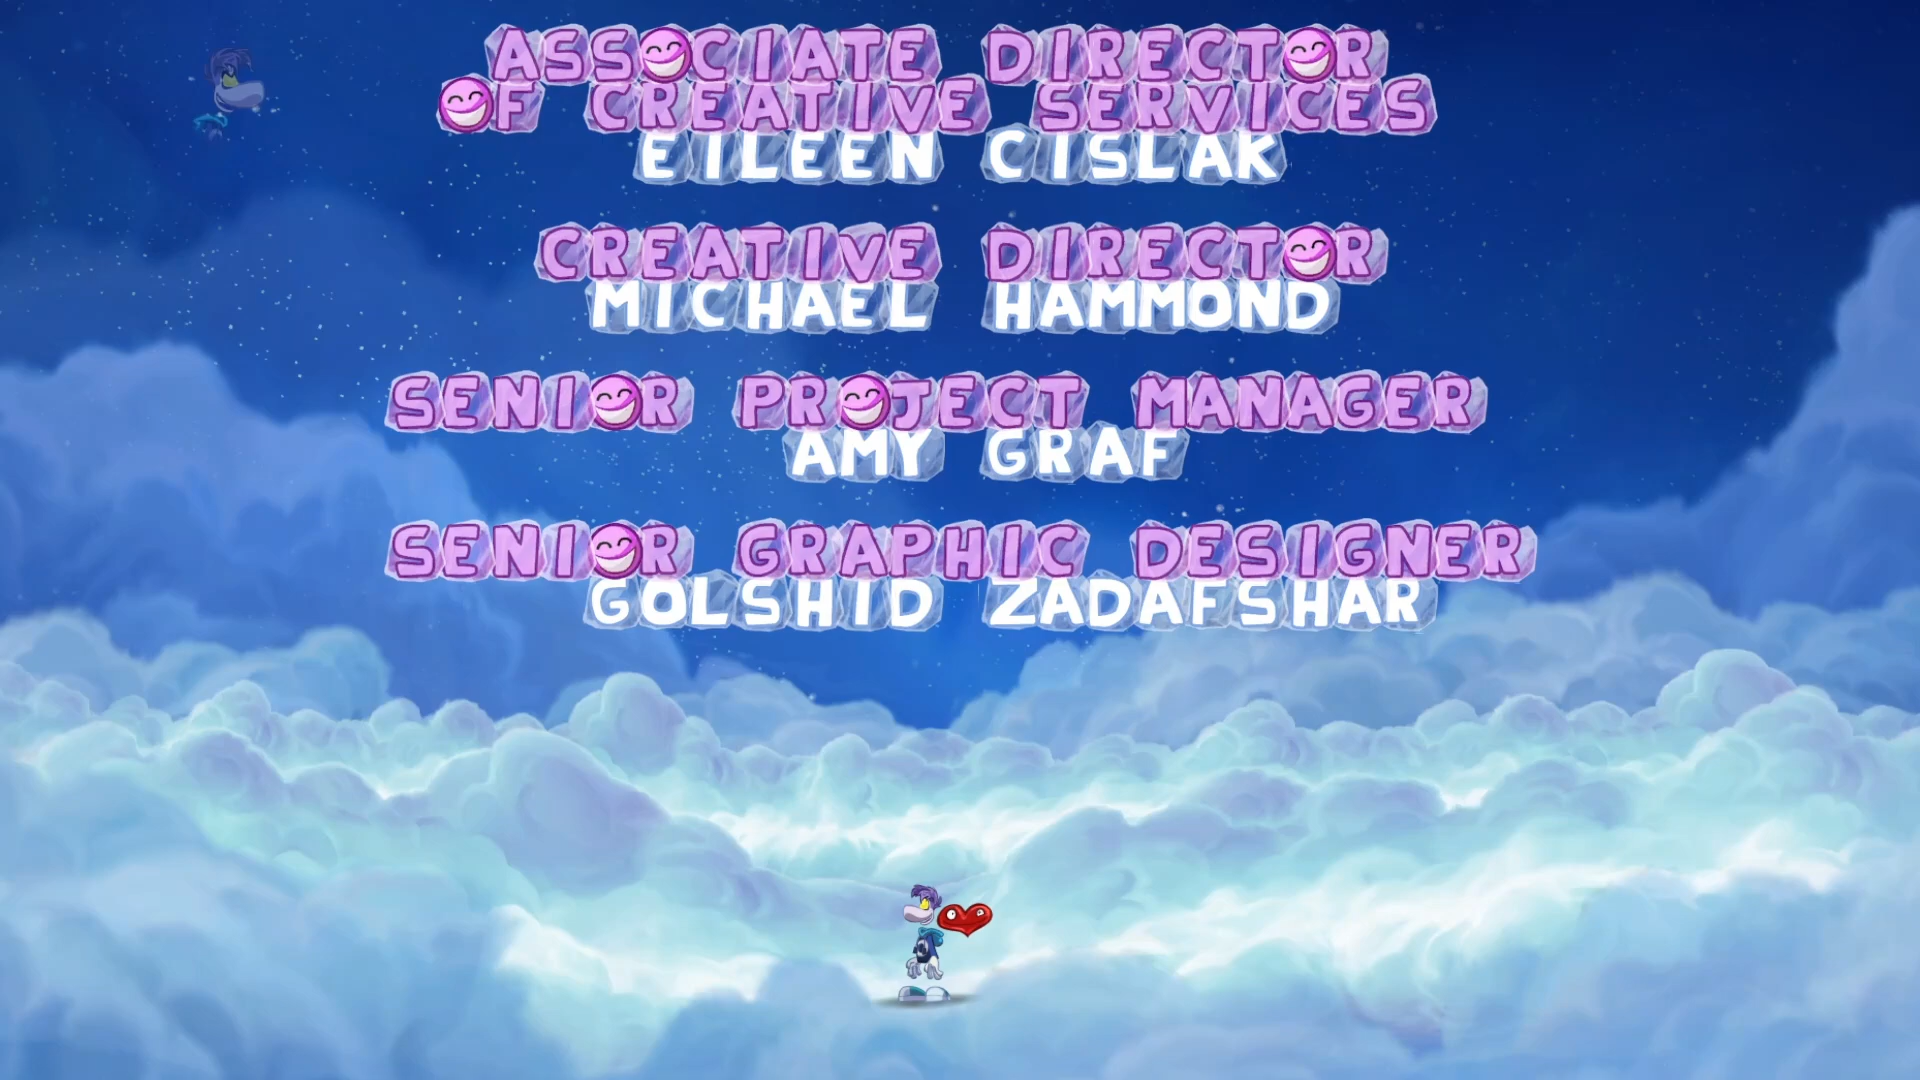 ASSOCIATE DIRECTOR
OF CREATIVE SERVICES
EILEEN CISLAK
CREATIVE DIRECTOR
MICHAEL HAMMOND
SENIOR PROJECT MANAGER
AMY GRAF
SENIOR GRAPHIC DESIGNER
GOLSHID ZADAFSHAR